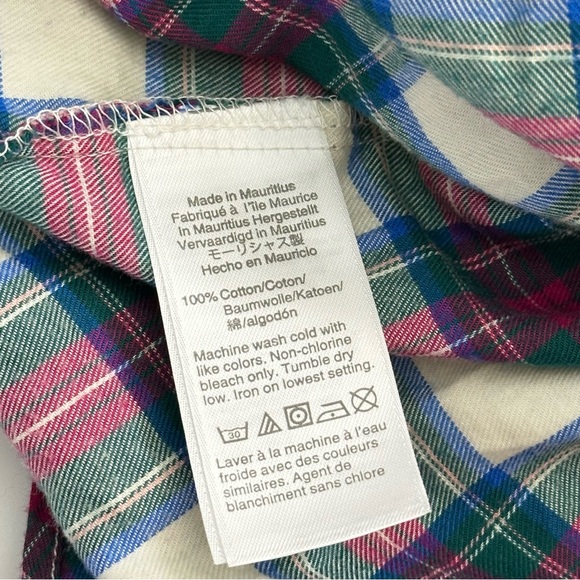 Made in Mauritius
Fabriqué à l'île Maurice
In Mauritius Hergestellt
Vervaardigd in Mauritius
モーリシャス製
Hecho en Mauricio
100% Cotton/Coton/
Baumwolle/Katoen/
綿/algodón
Machine wash cold with
like colors. Non-chlorine
bleach only. Tumble dry
low. Iron on lowest setting.
30
Laver à la machine à l'eau
froide avec des couleurs
similaires. Agent de
blanchiment sans chlore